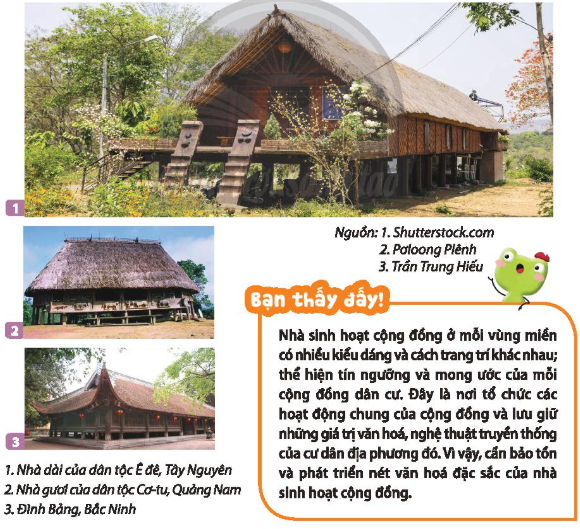 1
Nguồn: 1. Shutterstock.com
2. Pơloong Plênh
3. Trần Trung Hiếu
2
3
1. Nhà dài của dân tộc Ê đê, Tây Nguyên
2. Nhà gươl của dân tộc Cơ-tu, Quảng Nam
3. Đình Bảng, Bắc Ninh
Bạn thấy đấy!
Nhà sinh hoạt cộng đồng ở mỗi vùng miền
có nhiều kiểu dáng và cách trang trí khác nhau;
thể hiện tín ngưỡng và mong ước của mỗi
cộng đồng dân cư. Đây là nơi tổ chức các
hoạt động chung của cộng đồng và lưu giữ
những giá trị văn hoá, nghệ thuật truyền thống
của cư dân địa phương đó. Vì vậy, cần bảo tồn
và phát triển nét văn hoá đặc sắc của nhà
sinh hoạt cộng đồng.